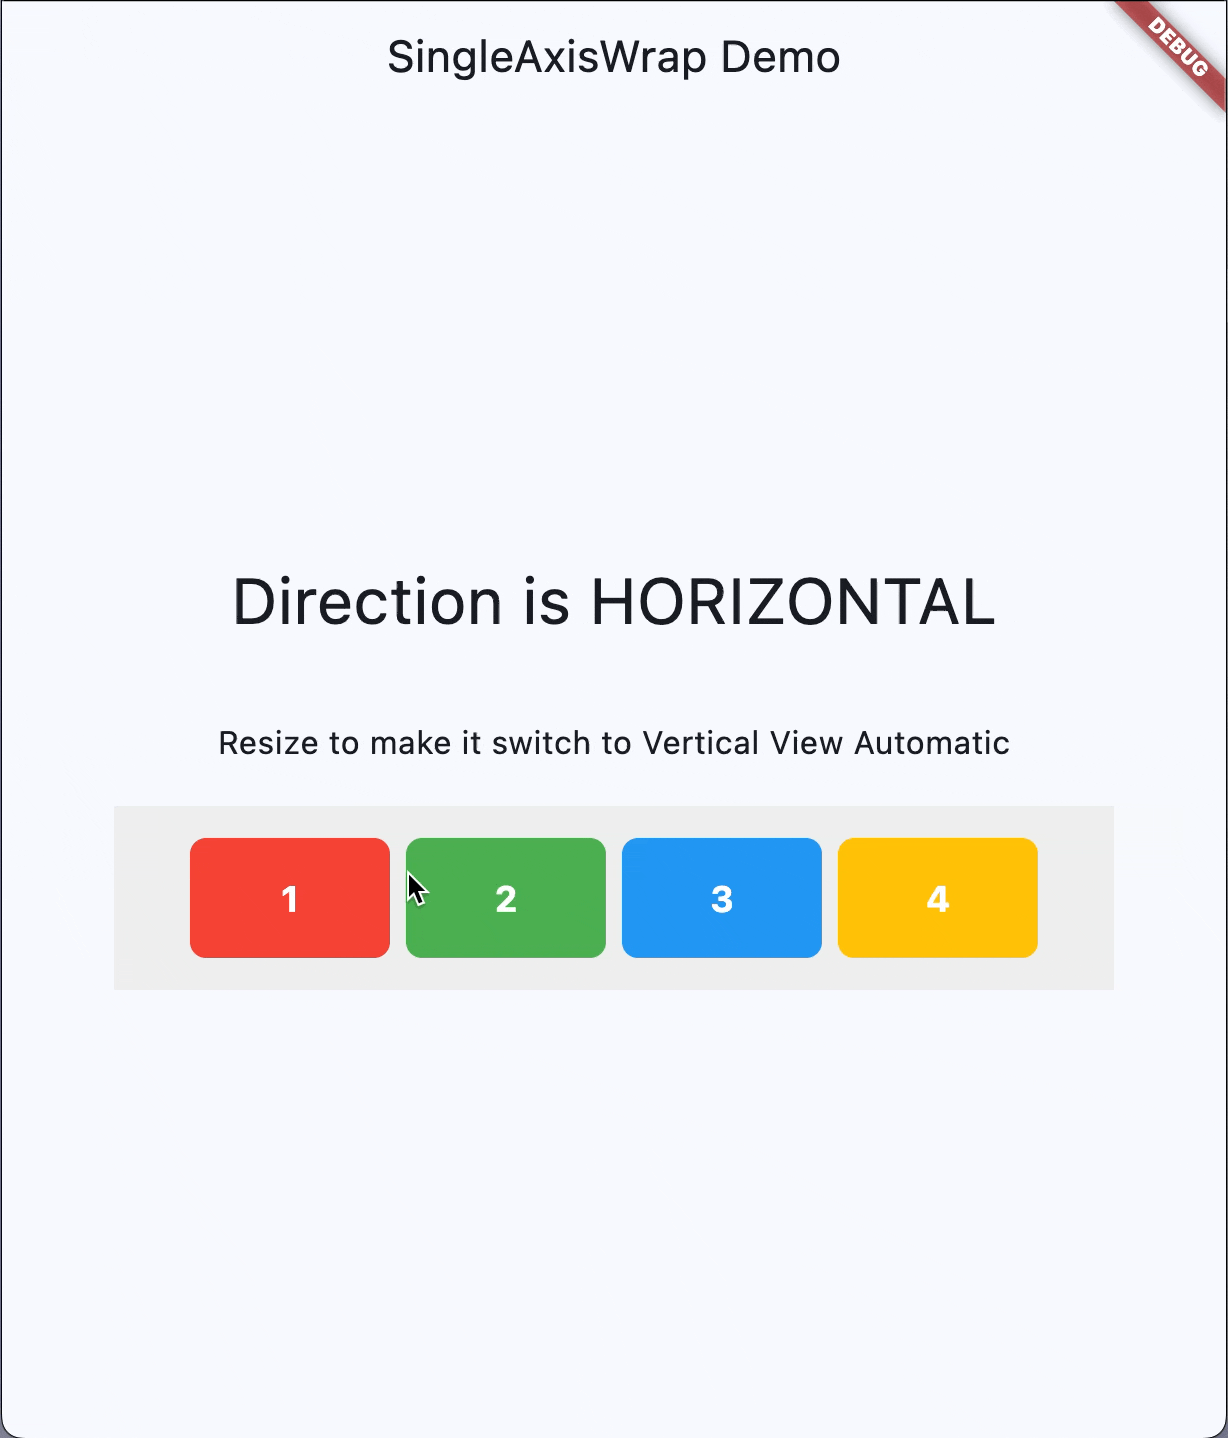 SingleAxisWrap Demo
DEBUG
Direction is HORIZONTAL
Resize to make it switch to Vertical View Automatic
1 2 3 4